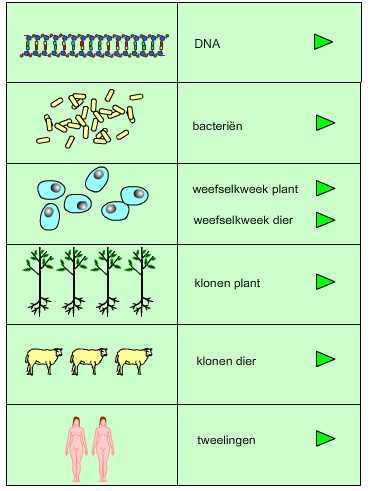 DNA
bacteriën
weefselkweek plant
weefselkweek dier
klonen plant
klonen dier
tweelingen